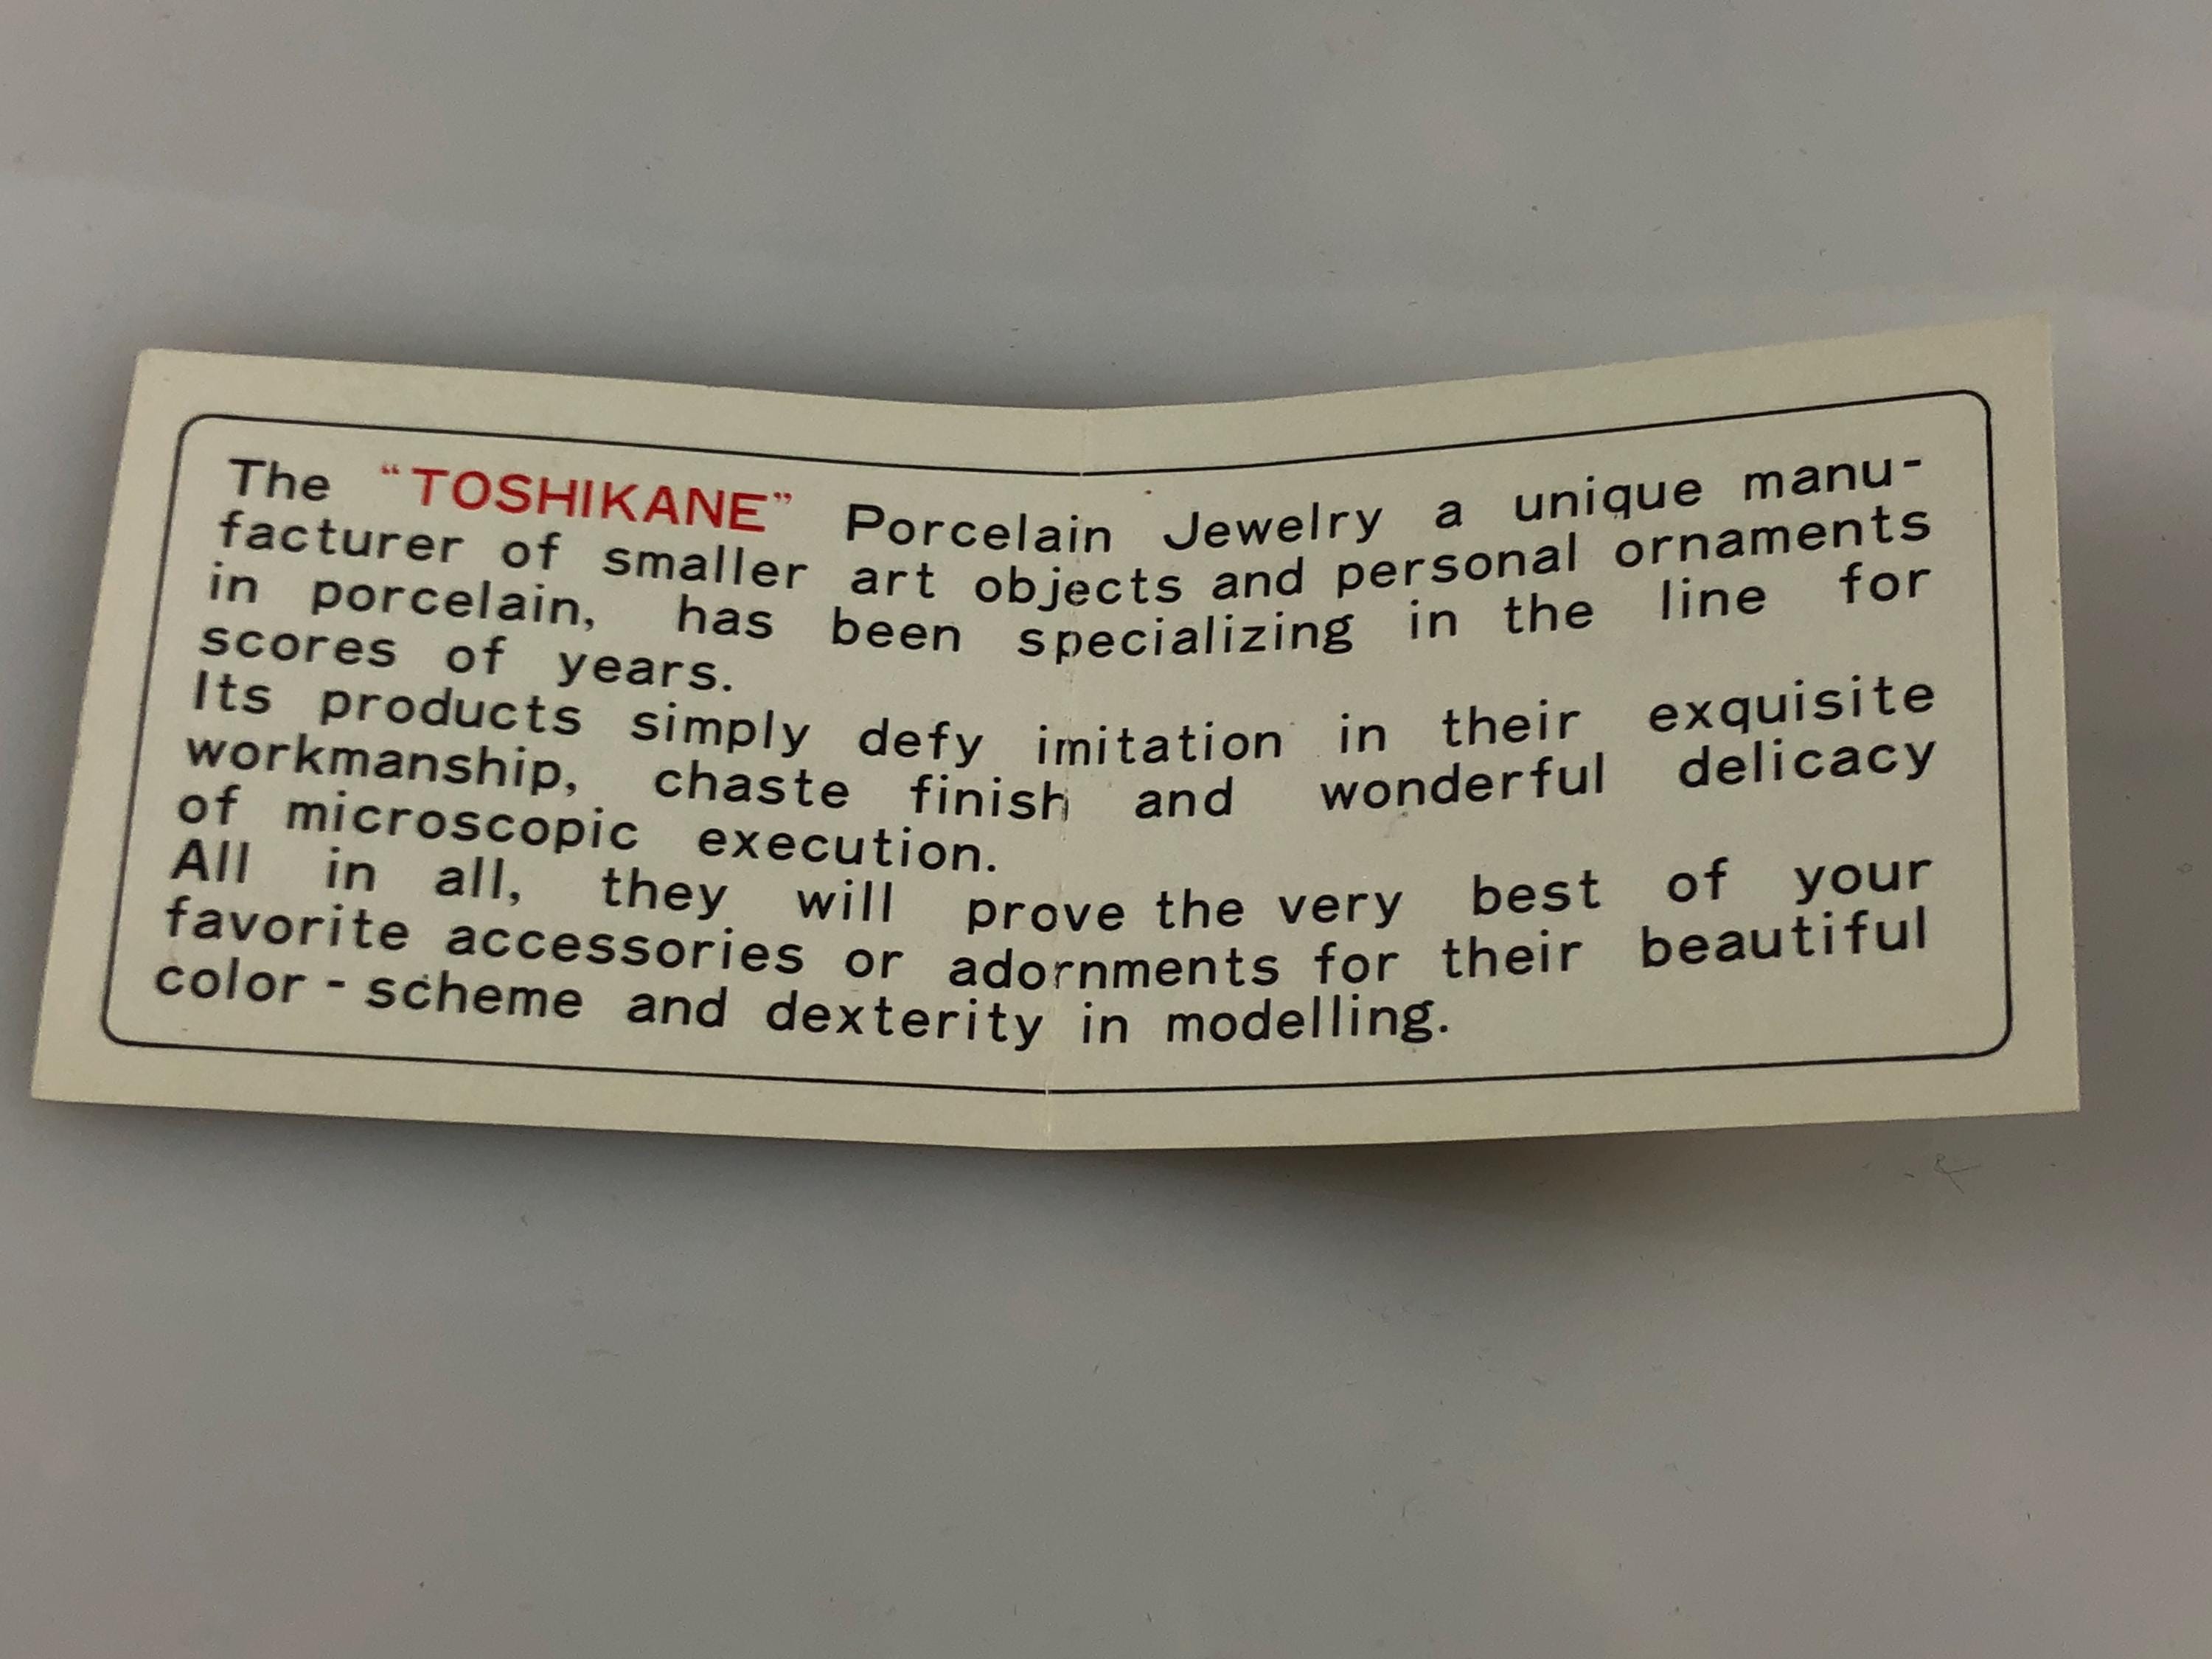 The “TOSHIKANE” Porcelain Jewelry a unique manu-
facturer of smaller art objects and personal ornaments
in porcelain, has been specializing in the line for
scores of years.
Its products simply defy imitation in their exquisite
workmanship, chaste finish and wonderful delicacy
of microscopic execution.
All in all, they will prove the very best of your
favorite accessories or adornments for their beautiful
color - scheme and dexterity in modelling.